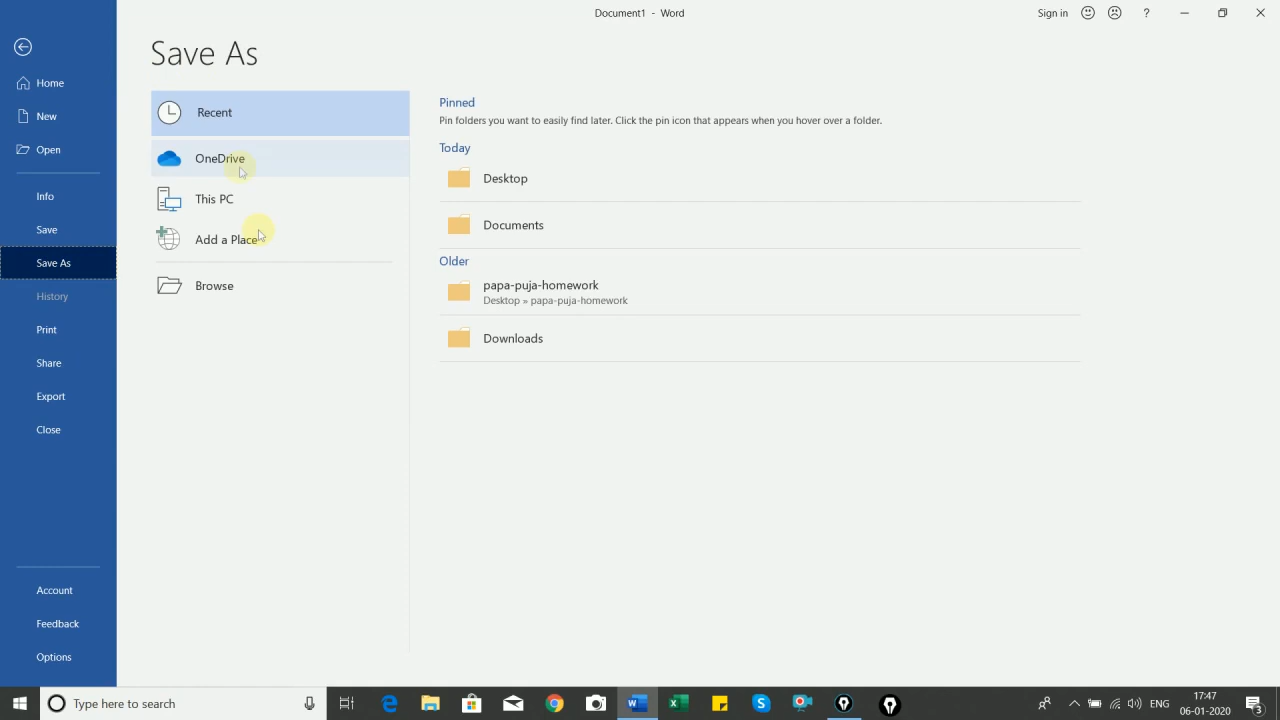 Document1 - Word
Sign in
?
Home
New
Open
Info
Save
Save As
History
Print
Share
Export
Close
Account
Feedback
Options
Save As
Recent
OneDrive
This PC
Add a Place
Browse
Pinned
Pin folders you want to easily find later. Click the pin icon that appears when you hover over a folder.
Today
Desktop
Documents
Older
papa-puja-homework
Desktop » papa-puja-homework
Downloads
Type here to search
ENG
17:47
06-01-2020
3